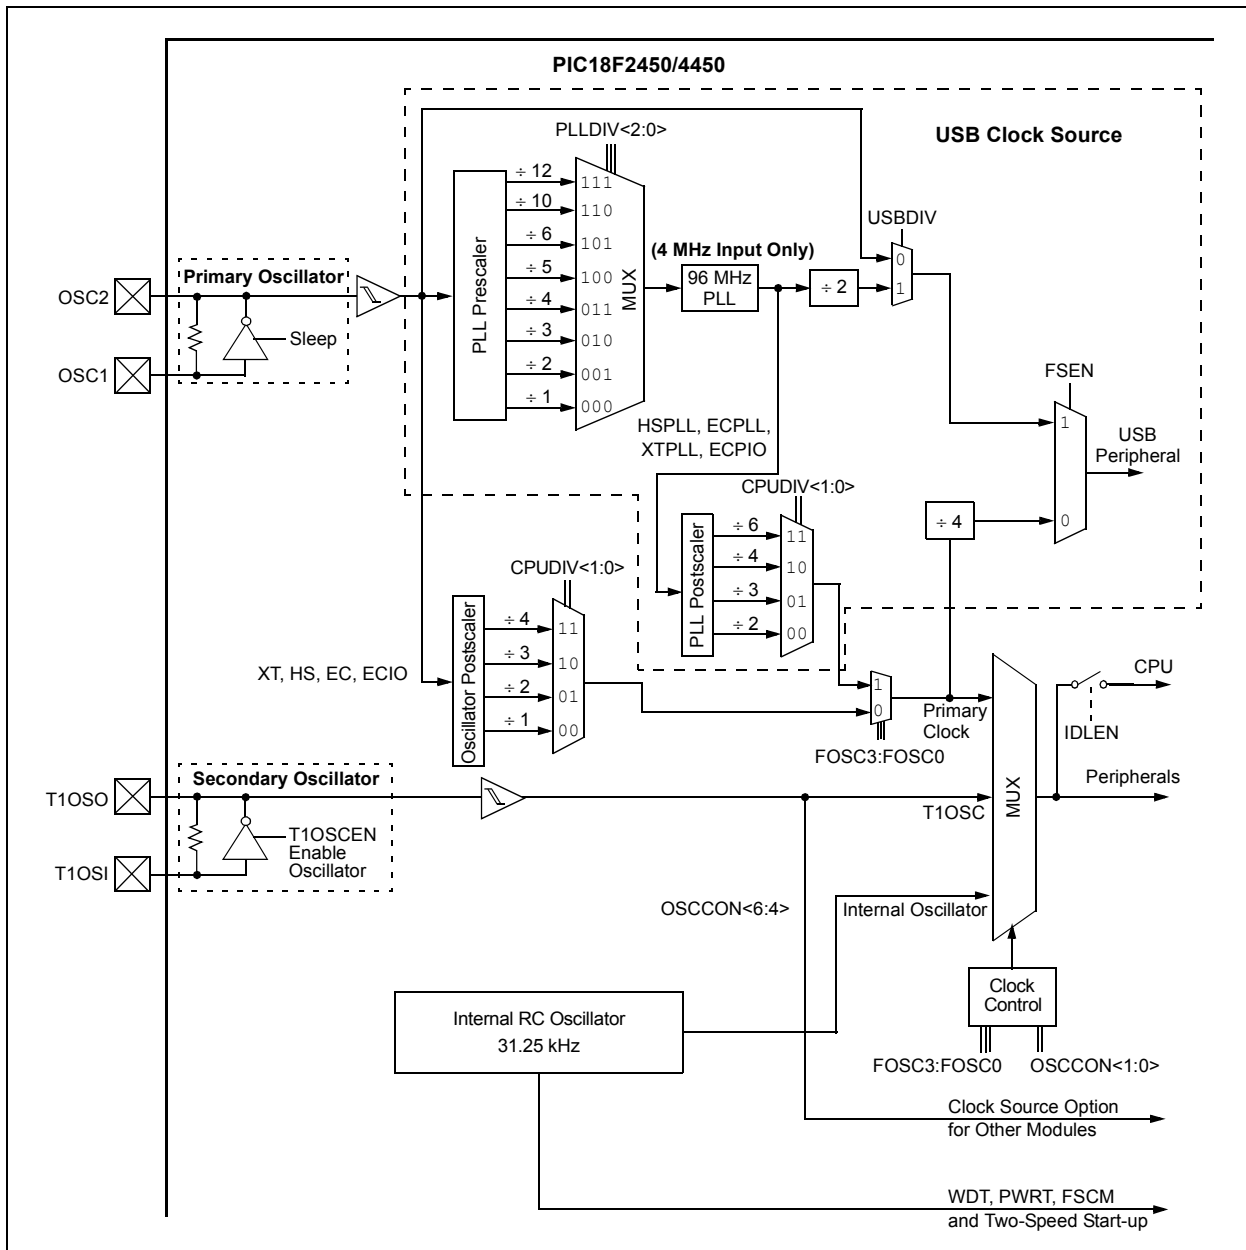 PIC18F2450/4450
USB Clock Source
PLLDIV<2:0>
PLL Prescaler
÷ 12
÷ 10
÷ 6
÷ 5
÷ 4
÷ 3
÷ 2
÷ 1
111
110
101
100
011
010
001
000
MUX
(4 MHz Input Only)
96 MHz
PLL
÷ 2
USBDIV
0
1
Primary Oscillator
OSC2
Sleep
OSC1
FSEN
1
0
USB
Peripheral
HSPLL, ECPLL,
XTPLL, ECPIO
CPUDIV<1:0>
PLL Postscaler
÷ 6
÷ 4
÷ 3
÷ 2
11
10
01
00
÷ 4
CPUDIV<1:0>
XT, HS, EC, ECIO
Oscillator Postscaler
÷ 4
÷ 3
÷ 2
÷ 1
11
10
01
00
1
0
FOSC3:FOSC0
Primary
Clock
MUX
CPU
IDLEN
Peripherals
Secondary Oscillator
T1OSO
T1OSCEN
Enable
Oscillator
T1OSI
T1OSC
OSCCON<6:4>
Internal Oscillator
Clock
Control
FOSC3:FOSC0
OSCCON<1:0>
Internal RC Oscillator
31.25 kHz
Clock Source Option
for Other Modules
WDT, PWRT, FSCM
and Two-Speed Start-up